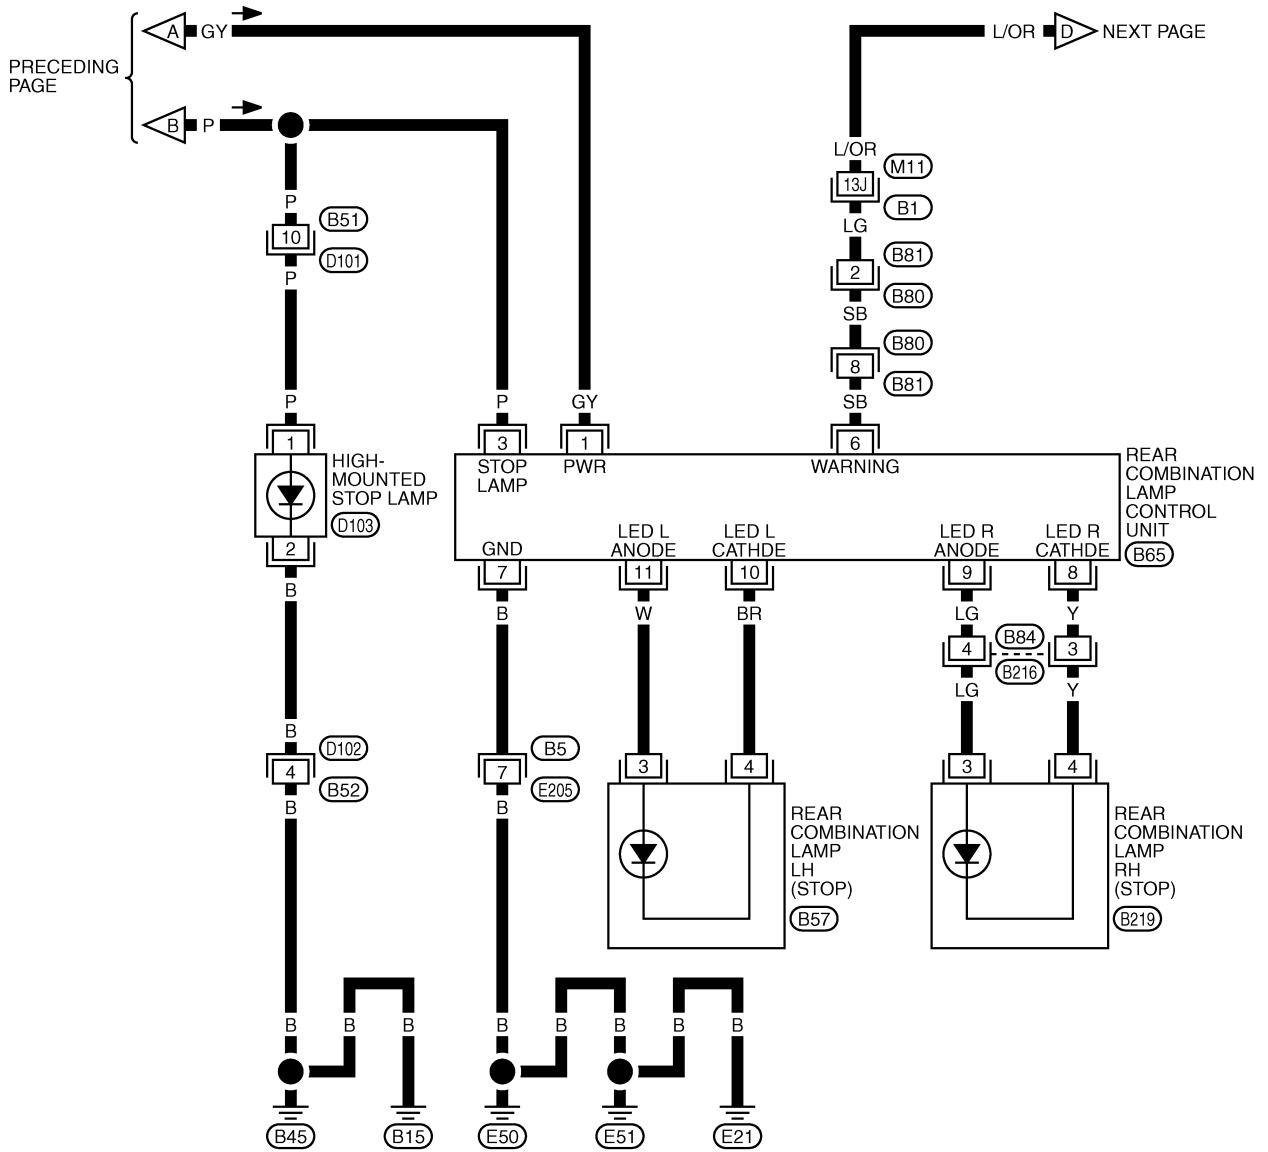 A GY
L/OR D NEXT PAGE
PRECEDING
PAGE
B P
L/OR
M11
13J
B1
P
B51
LG
10
B81
D101
2
P
B80
SB
B80
8
B81
P P GY SB
1 3 1 6
HIGH-
MOUNTED
STOP LAMP
D103
STOP
LAMP
PWR
WARNING
REAR
COMBINATION
LAMP
CONTROL
UNIT
B65
2
GND
LED L
ANODE
LED L
CATHDE
LED R
ANODE
LED R
CATHDE
7 11 10 9 8
B B W BR LG Y
4 B84 3
B216
LG Y
B
D102
4
B52
B
B5
7
E205
B
3 4 3 4
REAR
COMBINATION
LAMP
LH
(STOP)
B57
REAR
COMBINATION
LAMP
RH
(STOP)
B219
B B B B B B B B
B45 B15 E50 E51 E21